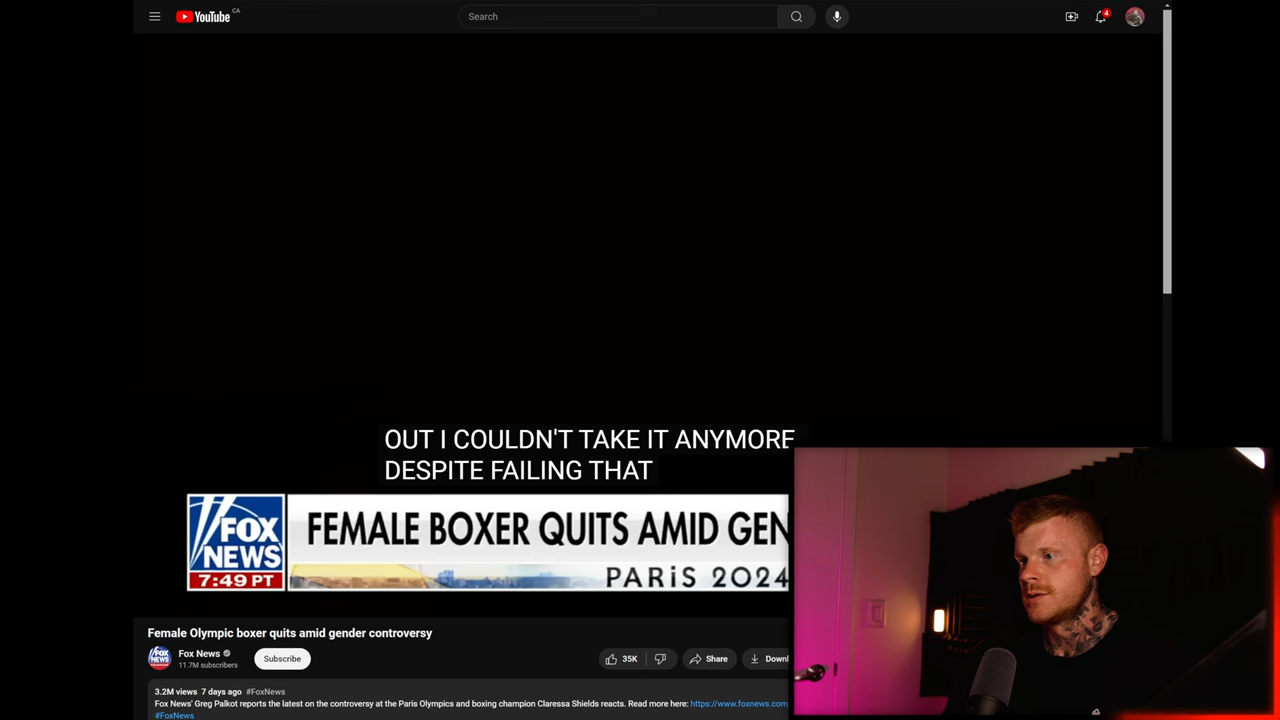 YouTube CA
Search
4
OUT I COULDN'T TAKE IT ANYMORE
DESPITE FAILING THAT
FOX
NEWS
7:49 PT
FEMALE BOXER QUITS AMID GEN
PARiS 2024
Female Olympic boxer quits amid gender controversy
Fox News
11.7M subscribers
Subscribe
35K
Share
Downl
3.2M views 7 days ago #FoxNews
Fox News' Greg Palkot reports the latest on the controversy at the Paris Olympics and boxing champion Claressa Shields reacts. Read more here: https://www.foxnews.com
#FoxNews